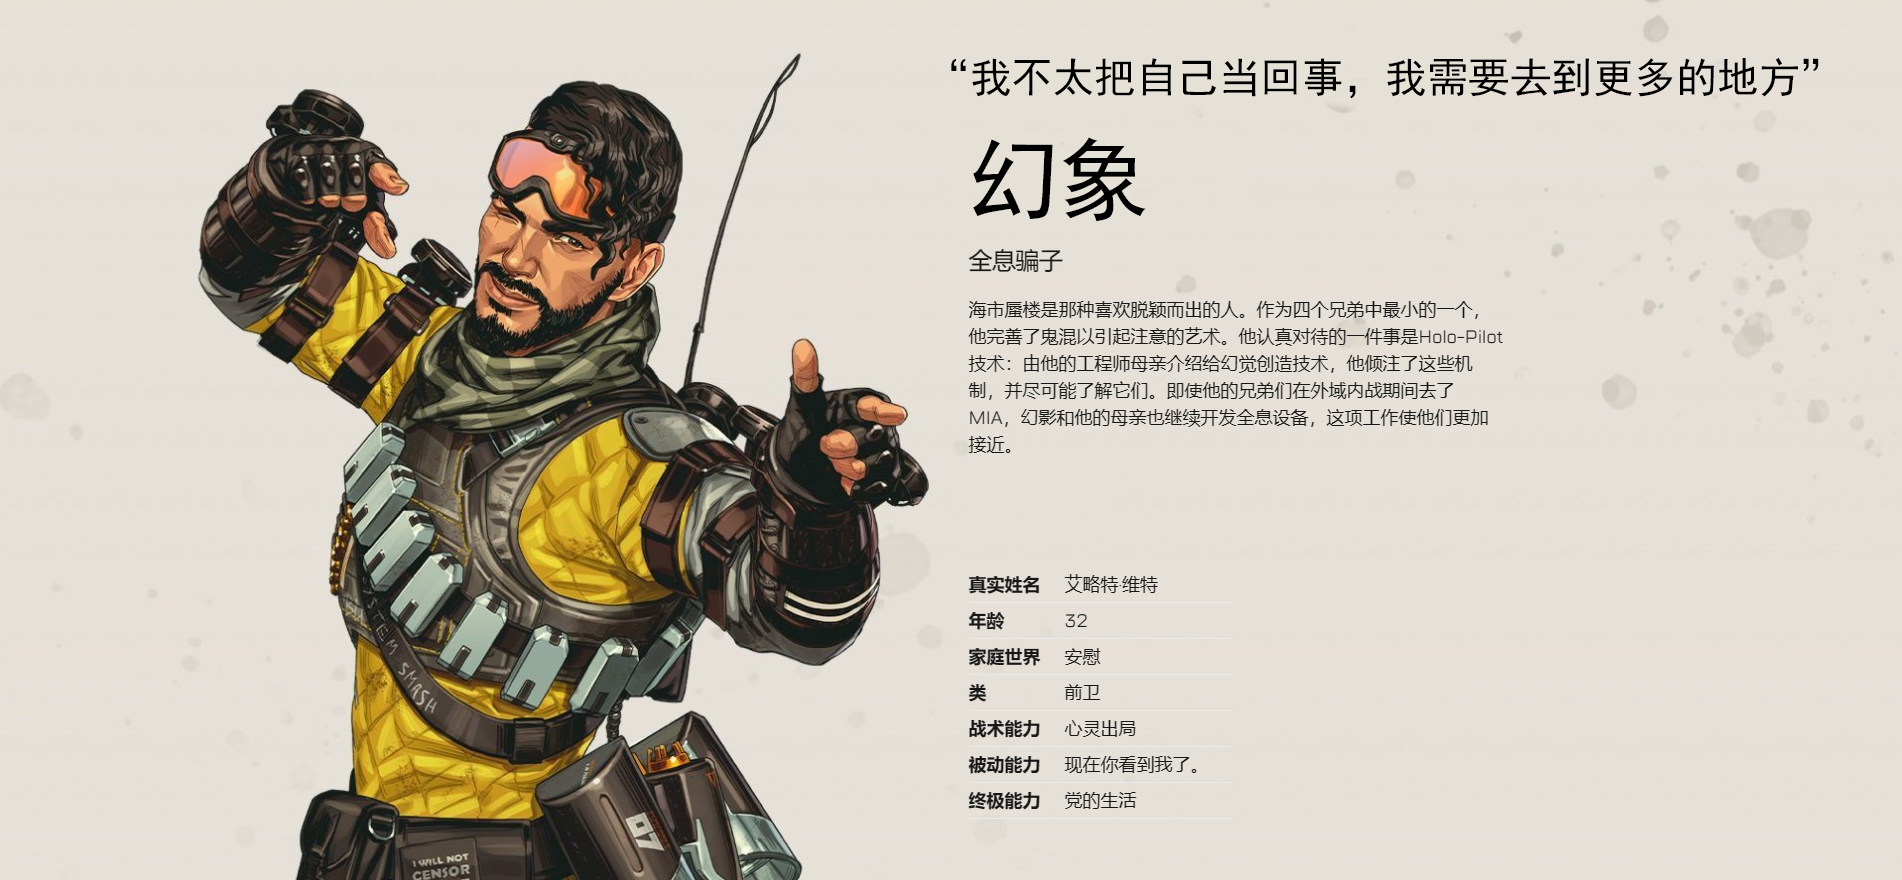 “我不太把自己当回事，我需要去到更多的地方”
幻象
全息骗子
海市蜃楼是那种喜欢脱颖而出的人。作为四个兄弟中最小的一个，
他完善了鬼混以引起注意的艺术。他认真对待的一件事是Holo-Pilot
技术：由他的工程师母亲介绍给幻觉创造技术，他倾注了这些机
制，并尽可能了解它们。即使他的兄弟们在外域内战期间去了
MIA，幻影和他的母亲也继续开发全息设备，这项工作使他们更加
接近。
真实姓名 艾略特·维特
年龄 32
家庭世界 安慰
类 前卫
战术能力 心灵出局
被动能力 现在你看到我了。
终极能力 党的生活
SMASH
I WILL NOT
CENSOR